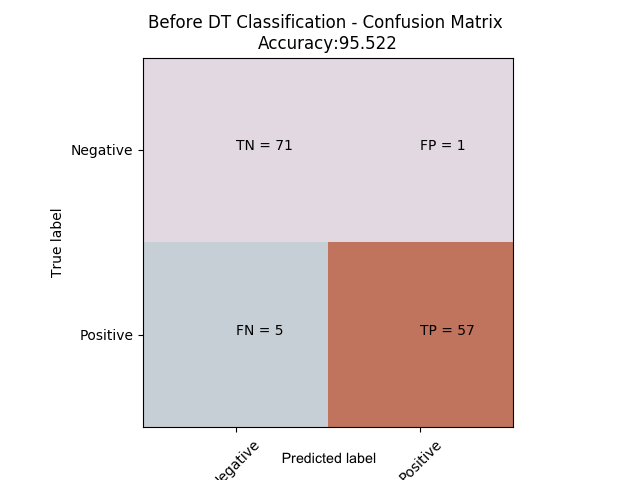 Before DT Classification - Confusion Matrix
Accuracy:95.522
Negative
TN = 71
FP = 1
True label
Positive
FN = 5
TP = 57
Predicted label
Positive